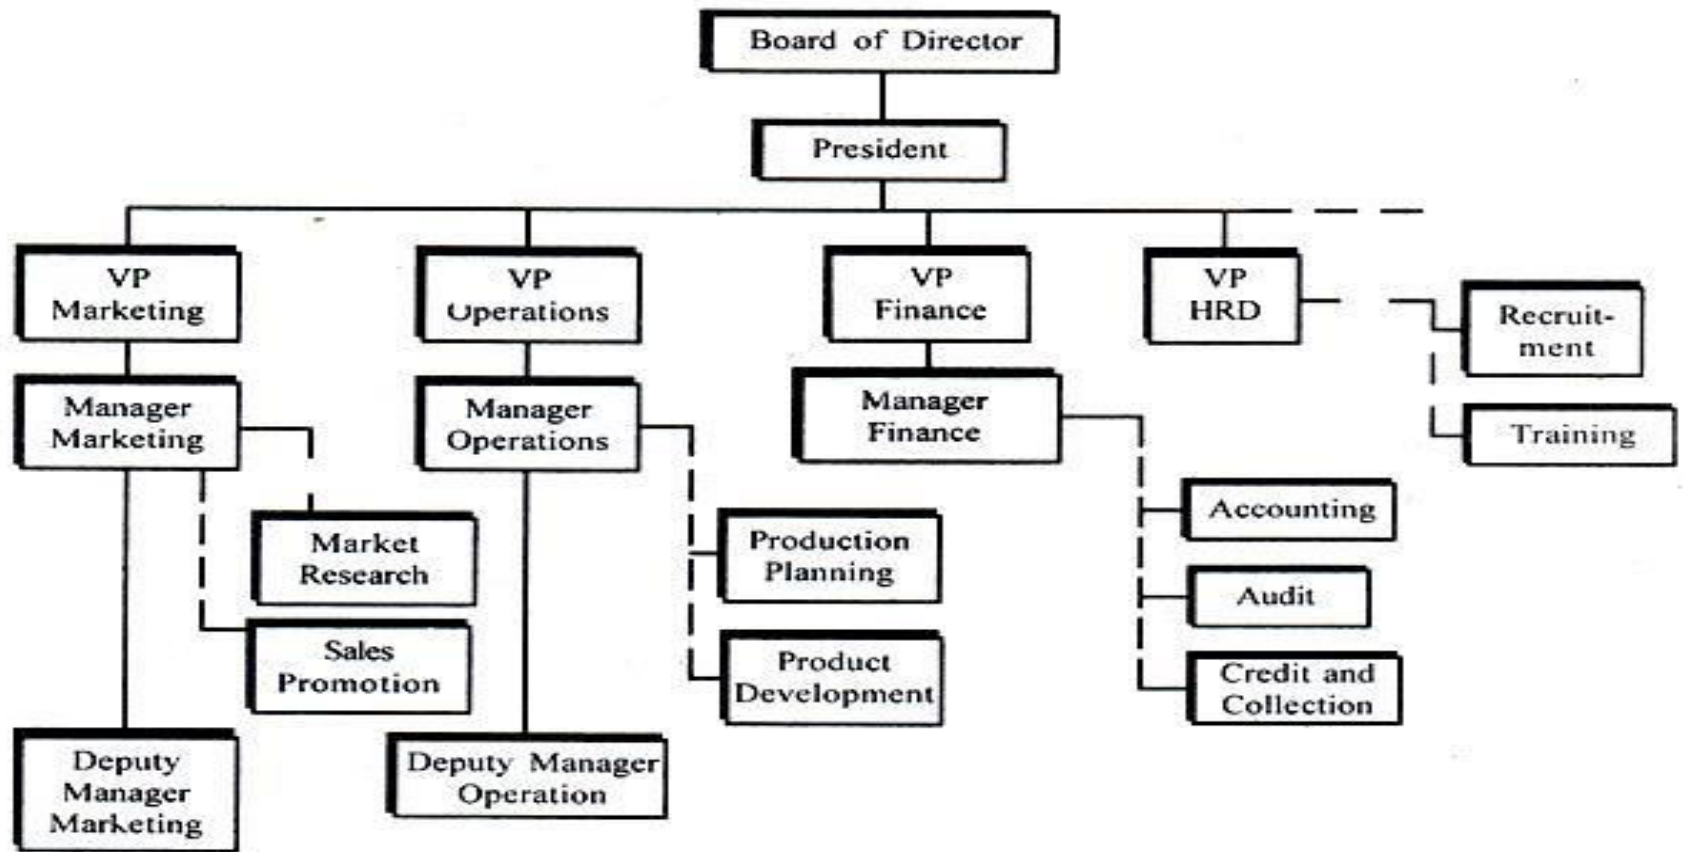 Board of Director
President
VP
Marketing
VP
Operations
VP
Finance
VP
HRD
Recruit-
ment
Training
Manager
Marketing
Manager
Operations
Manager
Finance
Market
Research
Sales
Promotion
Production
Planning
Product
Development
Accounting
Audit
Credit and
Collection
Deputy
Manager
Marketing
Deputy Manager
Operation